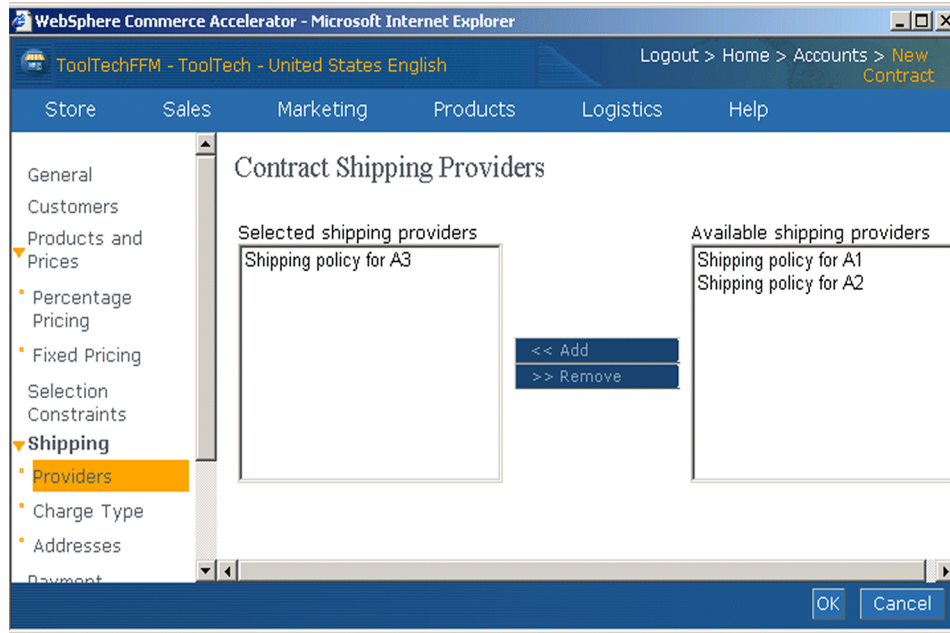 WebSphere Commerce Accelerator - Microsoft Internet Explorer
ToolTechFFM - ToolTech - United States English
Logout > Home > Accounts > New
Contract
Store Sales Marketing Products Logistics Help
General
Customers
Products and
Prices
Percentage
Pricing
Fixed Pricing
Selection
Constraints
Shipping
Providers
Charge Type
Addresses
Payment
Contract Shipping Providers
Selected shipping providers
Shipping policy for A3
<< Add
>> Remove
Available shipping providers
Shipping policy for A1
Shipping policy for A2
OK Cancel